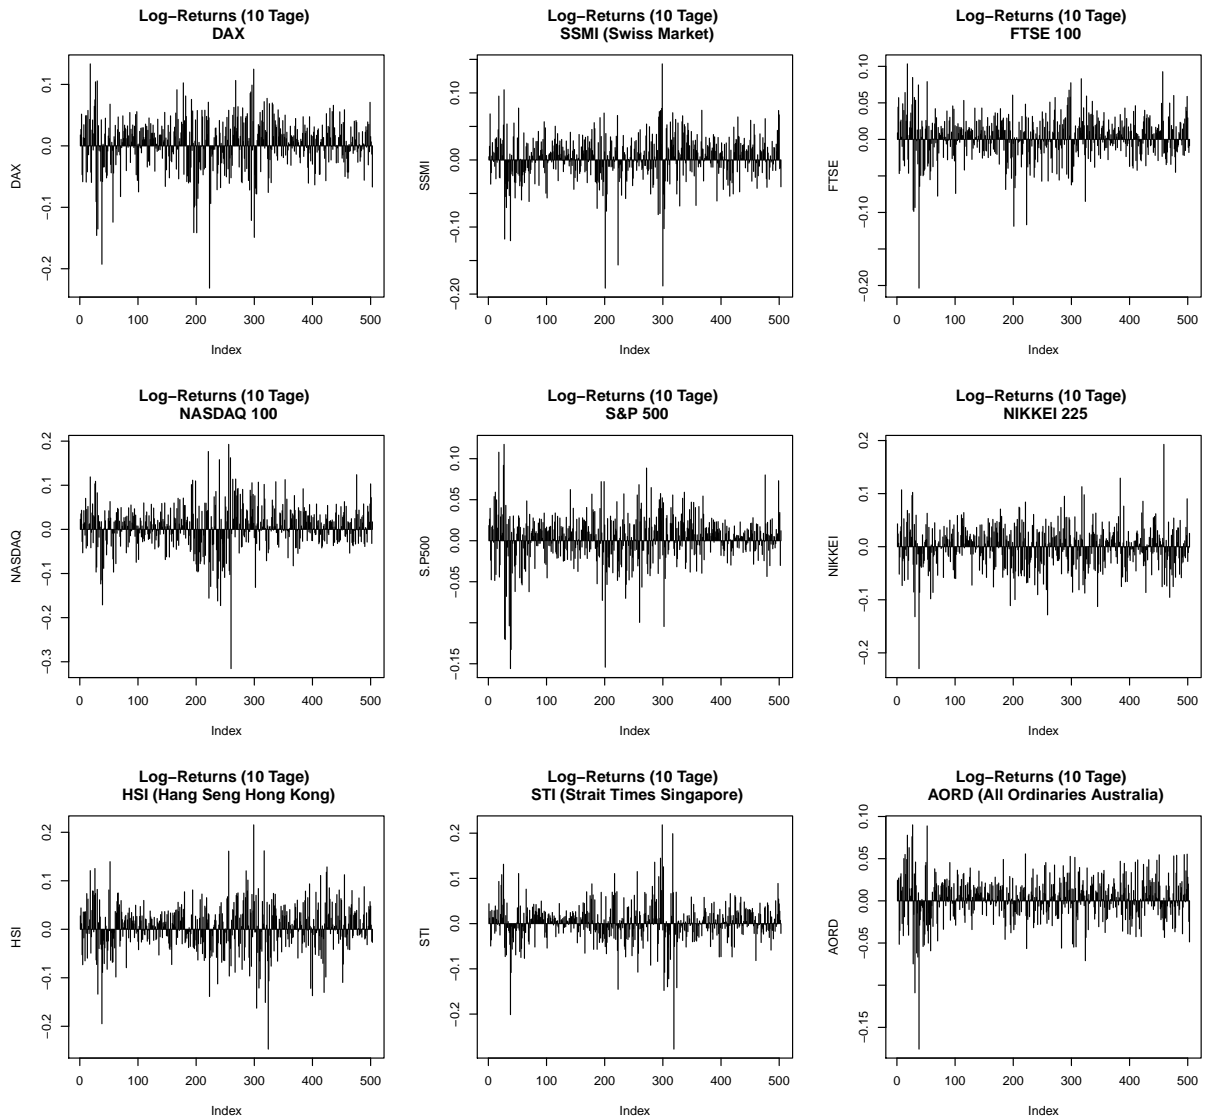 Log−Returns (10 Tage)
DAX
DAX
0.1
0.0
−0.1
−0.2
0 100 200 300 400 500
Index
Log−Returns (10 Tage)
SSMI (Swiss Market)
SSMI
0.10
0.00
−0.10
−0.20
0 100 200 300 400 500
Index
Log−Returns (10 Tage)
FTSE 100
FTSE
0.10
0.05
0.00
−0.10
−0.20
0 100 200 300 400 500
Index
Log−Returns (10 Tage)
NASDAQ 100
NASDAQ
0.2
0.1
0.0
−0.1
−0.2
−0.3
0 100 200 300 400 500
Index
Log−Returns (10 Tage)
S&P 500
S.P500
0.10
0.05
0.00
−0.05
−0.15
0 100 200 300 400 500
Index
Log−Returns (10 Tage)
NIKKEI 225
NIKKEI
0.2
0.1
0.0
−0.1
−0.2
0 100 200 300 400 500
Index
Log−Returns (10 Tage)
HSI (Hang Seng Hong Kong)
HSI
0.2
0.1
0.0
−0.1
−0.2
0 100 200 300 400 500
Index
Log−Returns (10 Tage)
STI (Strait Times Singapore)
STI
0.2
0.1
0.0
−0.1
−0.2
0 100 200 300 400 500
Index
Log−Returns (10 Tage)
AORD (All Ordinaries Australia)
AORD
0.10
0.05
0.00
−0.05
−0.15
0 100 200 300 400 500
Index